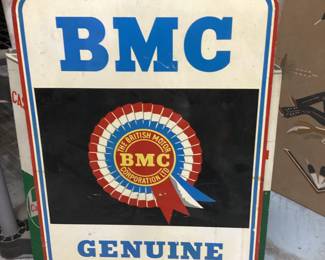 BMC
THE BRITISH MOTOR
BMC
CORPORATION LTD
GENUINE